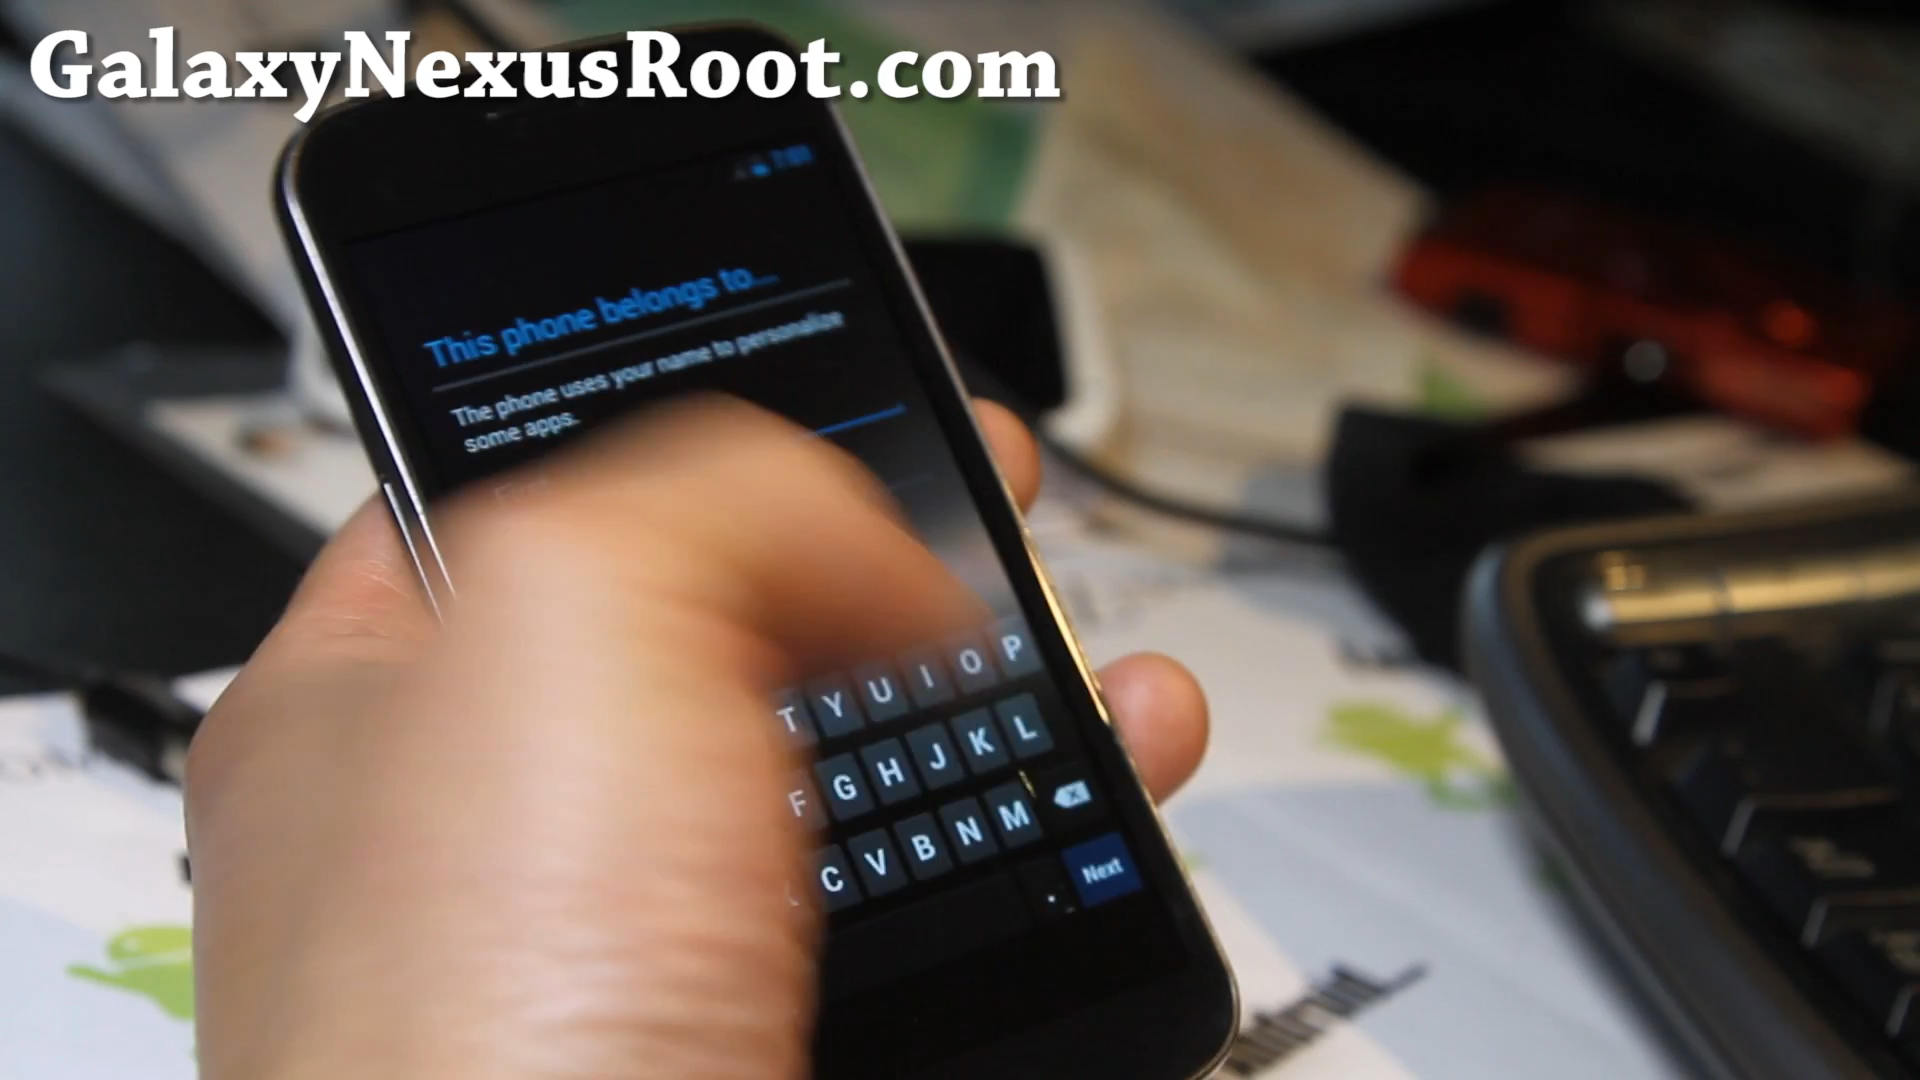 GalaxyNexusRoot.com
This phone belongs to...
The phone uses your name to personalize
some apps.
T Y U I O P
F G H J K L
C V B N M
Next